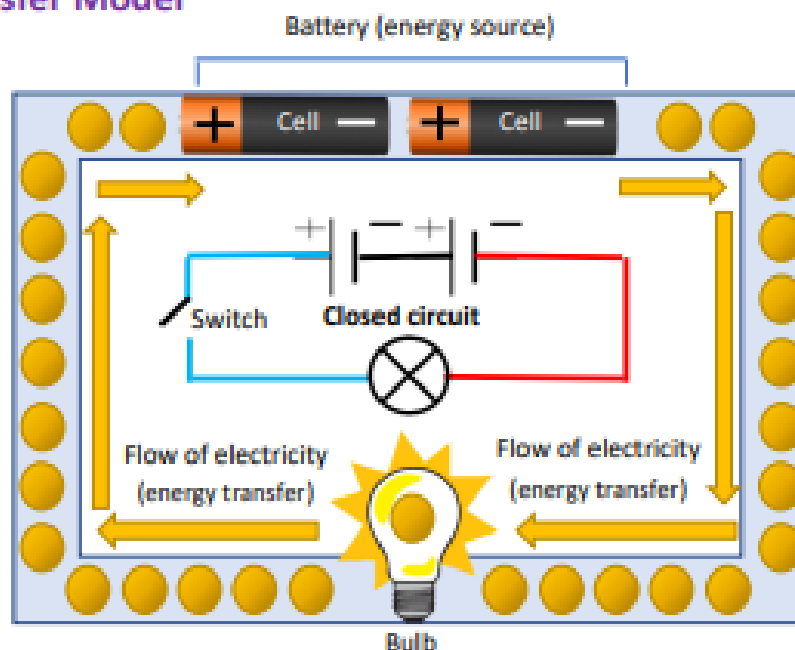 Model
Battery (energy source)
+ Cell − + Cell −
+ − + −
Switch
Closed circuit
Flow of electricity
(energy transfer)
Flow of electricity
(energy transfer)
Bulb